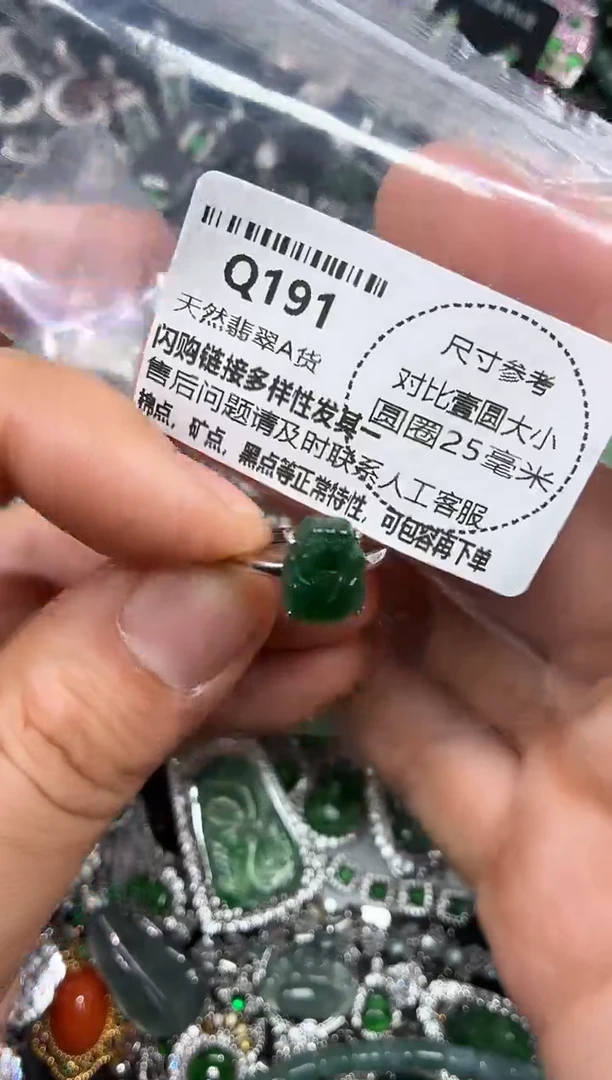 Q191
天然翡翠A货
闪购链接多样性发其一
售后问题请及时联系人工客服
棉点，矿点，黑点等正常特性，可包容再下单
尺寸参考
对比壹圆大小
圆圈25毫米